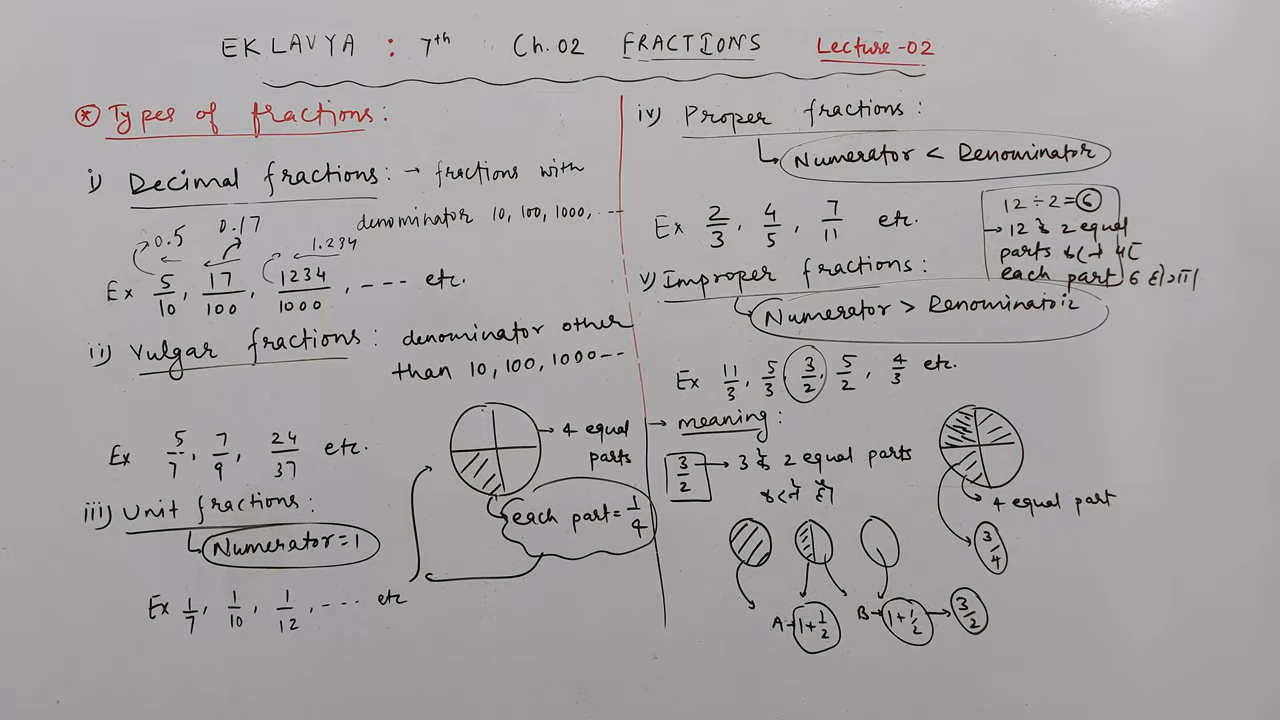 EKLAVYA : 7th Ch. 02 FRACTIONS Lecture-02
* Types of fractions:
i) Decimal fractions: → fractions with
denominator 10, 100, 1000, ...
0.5 0.17 1.234
Ex 5/10, 17/100, 1234/1000, --- etc.
ii) Vulgar fractions: denominator other
than 10, 100, 1000---
Ex 5/7, 7/9, 24/37 etc.
4 equal
parts
each part = 1/4
iii) Unit fractions:
Numerator = 1
Ex 1/7, 1/10, 1/12, ---- etc
iv) Proper fractions:
Numerator < Denominator
Ex 2/3, 4/5, 7/11 etc.
12 ÷ 2 = 6
→ 12 के 2 equal
parts
each part 6
v) Improper fractions:
Numerator > Denominator
Ex 11/3, 5/3, 3/2, 5/2, 4/3 etc.
→ meaning:
3/2 → 3 के 2 equal parts
4 equal part
3/4
A → 1+1/2 B → 1+1/2 → 3/2